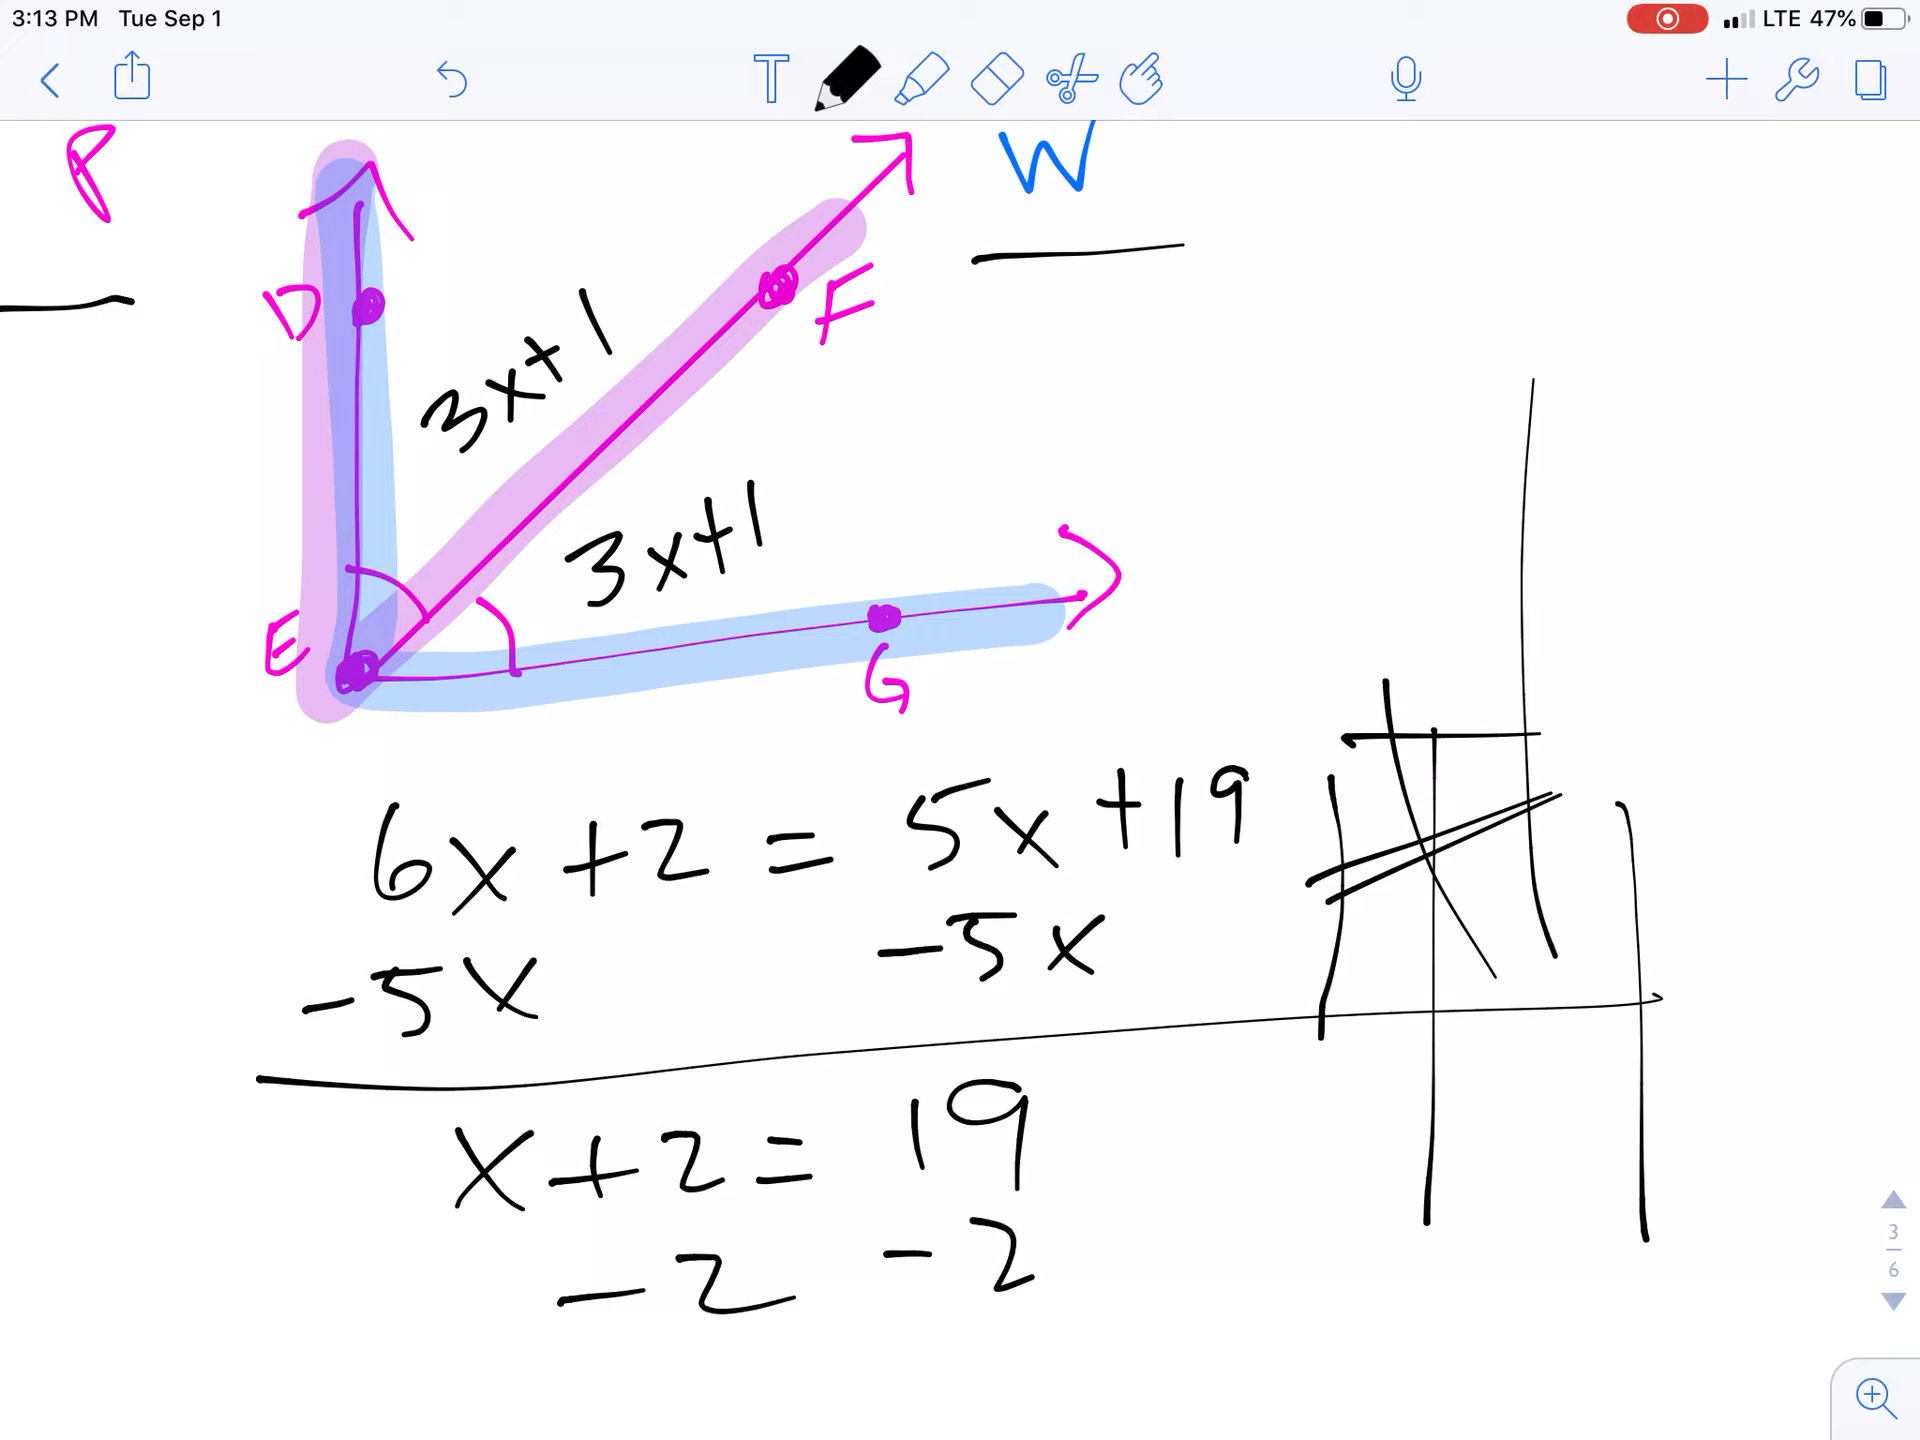 3:13 PM Tue Sep 1
LTE 47%
T
P
W
D
F
3x+1
3x+1
E
G
6x+2=5x+19
-5x -5x
x+2=19
-2 -2
3
6